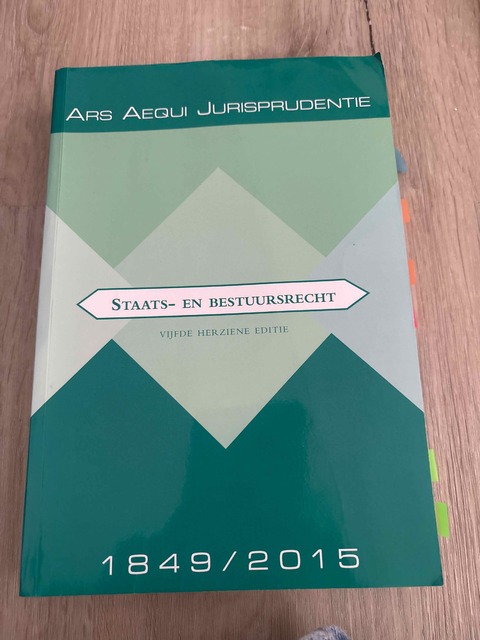 Ars Aequi Jurisprudentie
Staats- en bestuursrecht
vijfde herziene editie
1849/2015